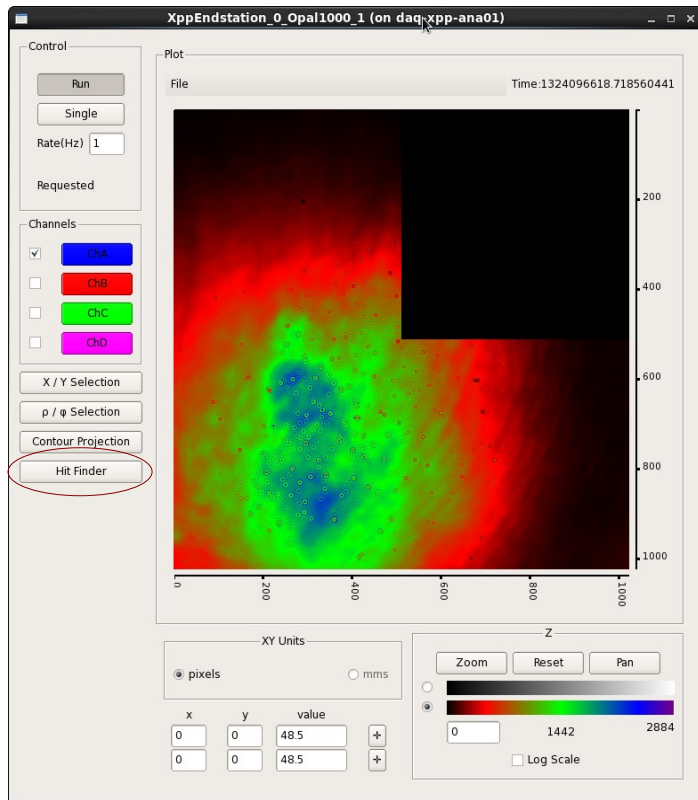 XppEndstation_0_Opal1000_1 (on daq-xpp-ana01)
Control
Run
Single
Rate(Hz) 1
Requested
Channels
ChA
ChB
ChC
ChD
X / Y Selection
ρ / φ Selection
Contour Projection
Hit Finder
Plot
File Time:1324096618.718560441
200
400
600
800
1000
0 200 400 600 800 1000
XY Units
pixels mms
x y value
0 0 48.5 +
0 0 48.5 +
Z
Zoom Reset Pan
0 1442 2884
Log Scale